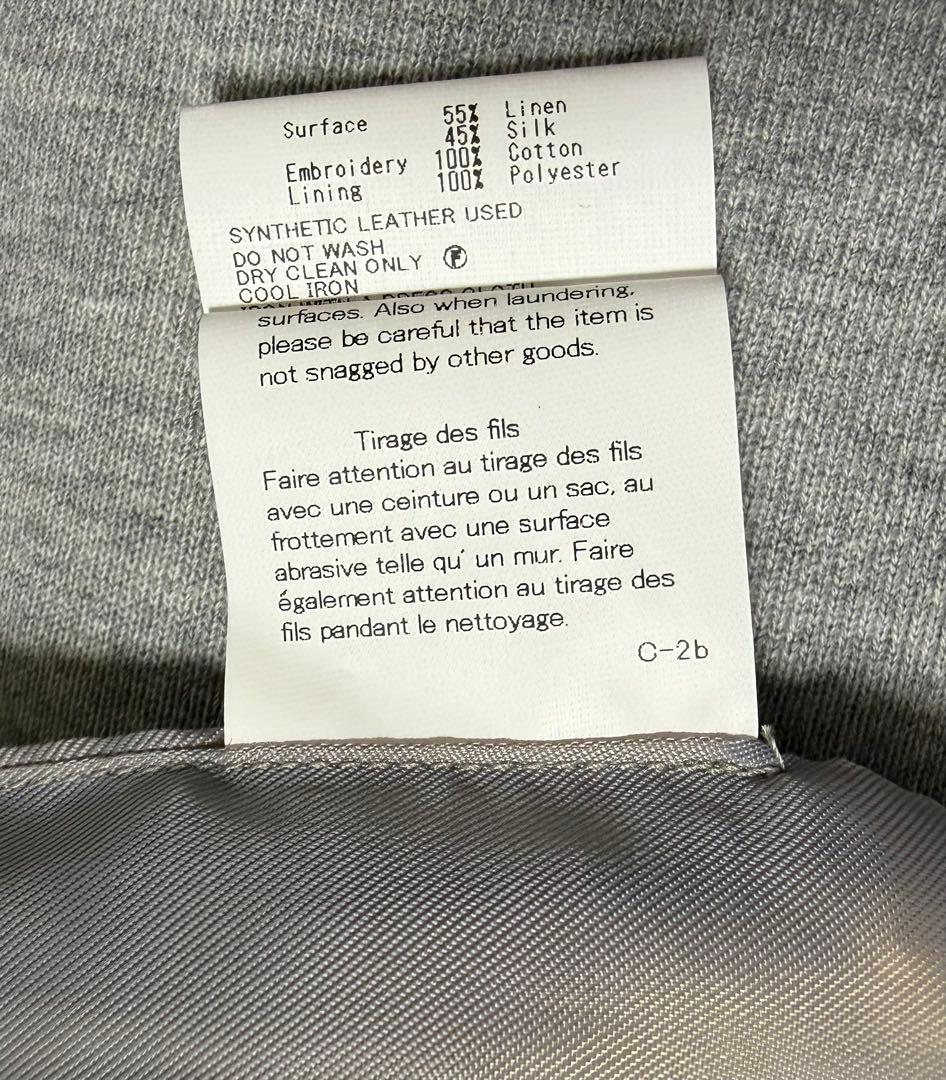 Surface 55% Linen
45% Silk
Embroidery 100% Cotton
Lining 100% Polyester
SYNTHETIC LEATHER USED
DO NOT WASH
DRY CLEAN ONLY Ⓕ
COOL IRON
surfaces. Also when laundering,
please be careful that the item is
not snagged by other goods.
Tirage des fils
Faire attention au tirage des fils
avec une ceinture ou un sac, au
frottement avec une surface
abrasive telle qu' un mur. Faire
également attention au tirage des
fils pandant le nettoyage.
C-2b